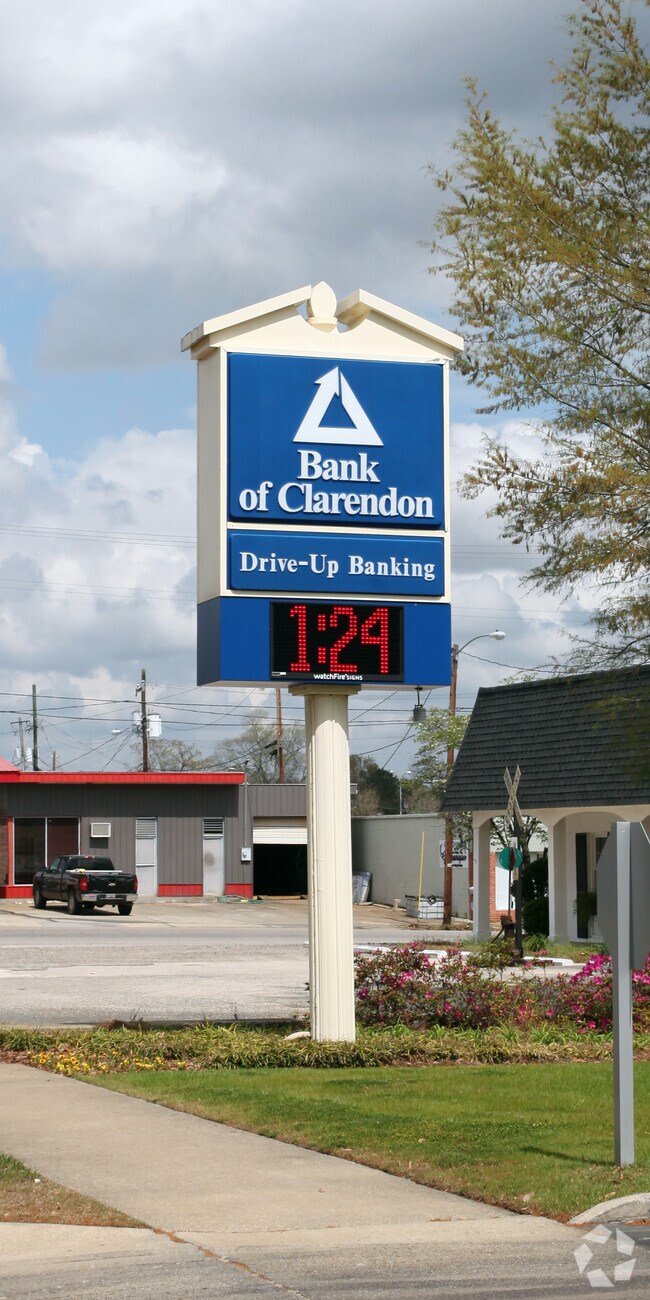 Bank
of Clarendon
Drive-Up Banking
1:24
watchFire SIGNS